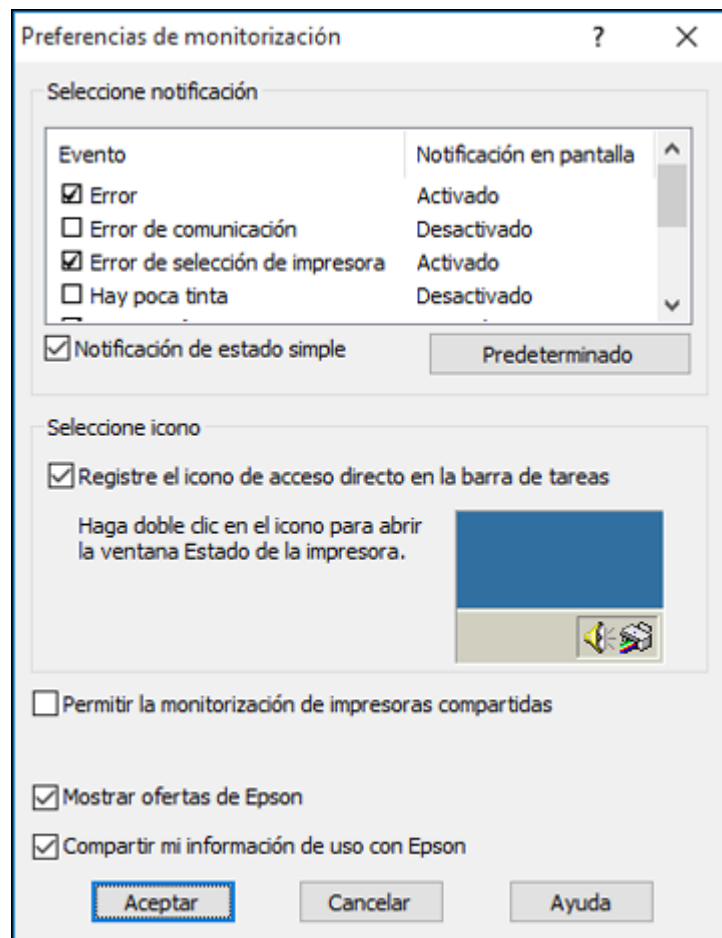 Preferencias de monitorización
Seleccione notificación
Evento Notificación en pantalla
Error Activado
Error de comunicación Desactivado
Error de selección de impresora Activado
Hay poca tinta Desactivado
Notificación de estado simple Predeterminado
Seleccione icono
Registre el icono de acceso directo en la barra de tareas
Haga doble clic en el icono para abrir
la ventana Estado de la impresora.
Permitir la monitorización de impresoras compartidas
Mostrar ofertas de Epson
Compartir mi información de uso con Epson
Aceptar Cancelar Ayuda